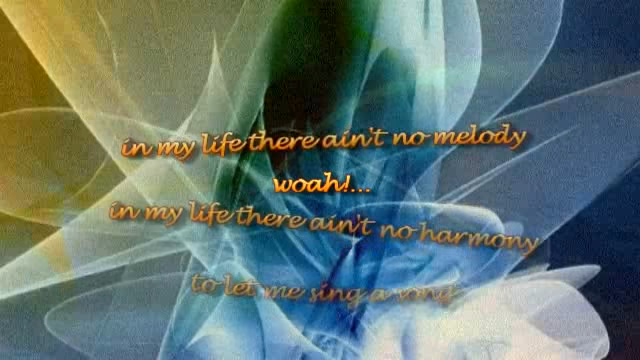 in my life there ain't no melody
woah!...
in my life there ain't no harmony
to let me sing a song